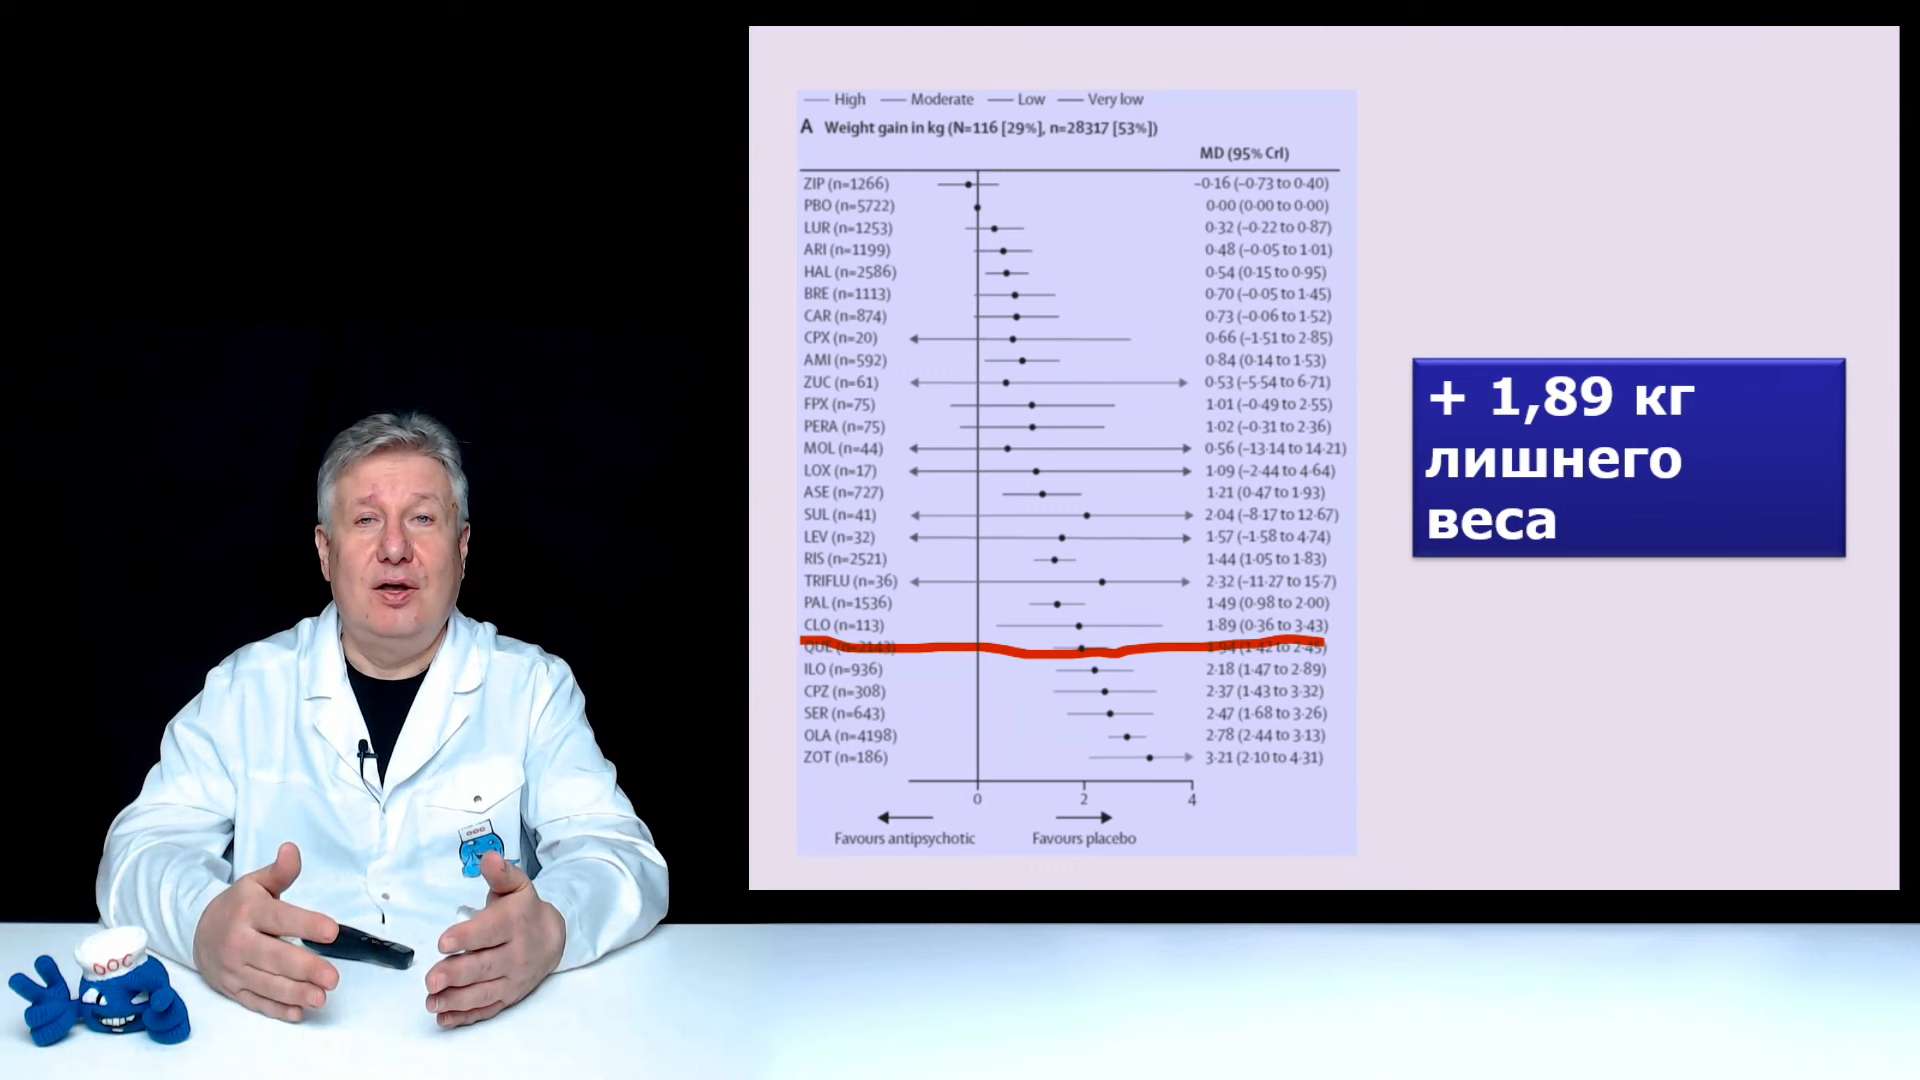 High Moderate Low Very low
A Weight gain in kg (N=116 [29%], n=28317 [53%])
MD (95% CrI)
ZIP (n=1266) –0·16 (–0·73 to 0·40)
PBO (n=5722) 0·00 (0·00 to 0·00)
LUR (n=1253) 0·32 (–0·22 to 0·87)
ARI (n=1199) 0·48 (–0·05 to 1·01)
HAL (n=2586) 0·54 (0·15 to 0·95)
BRE (n=1113) 0·70 (–0·05 to 1·45)
CAR (n=874) 0·73 (–0·06 to 1·52)
CPX (n=20) 0·66 (–1·51 to 2·85)
AMI (n=592) 0·84 (0·14 to 1·53)
ZUC (n=61) 0·53 (–5·54 to 6·71)
FPX (n=75) 1·01 (–0·49 to 2·55)
PERA (n=75) 1·02 (–0·31 to 2·36)
MOL (n=44) 0·56 (–13·14 to 14·21)
LOX (n=17) 1·09 (–2·44 to 4·64)
ASE (n=727) 1·21 (0·47 to 1·93)
SUL (n=41) 2·04 (–8·17 to 12·67)
LEV (n=32) 1·57 (–1·58 to 4·74)
RIS (n=2521) 1·44 (1·05 to 1·83)
TRIFLU (n=36) 2·32 (–11·27 to 15·7)
PAL (n=1536) 1·49 (0·98 to 2·00)
CLO (n=113) 1·89 (0·36 to 3·43)
QUE (n=2143) 1·94 (1·42 to 2·45)
ILO (n=936) 2·18 (1·47 to 2·89)
CPZ (n=308) 2·37 (1·43 to 3·32)
SER (n=643) 2·47 (1·68 to 3·26)
OLA (n=4198) 2·78 (2·44 to 3·13)
ZOT (n=186) 3·21 (2·10 to 4·31)
0 2 4
Favours antipsychotic Favours placebo
+ 1,89 кг
лишнего
веса
DOC
DOC